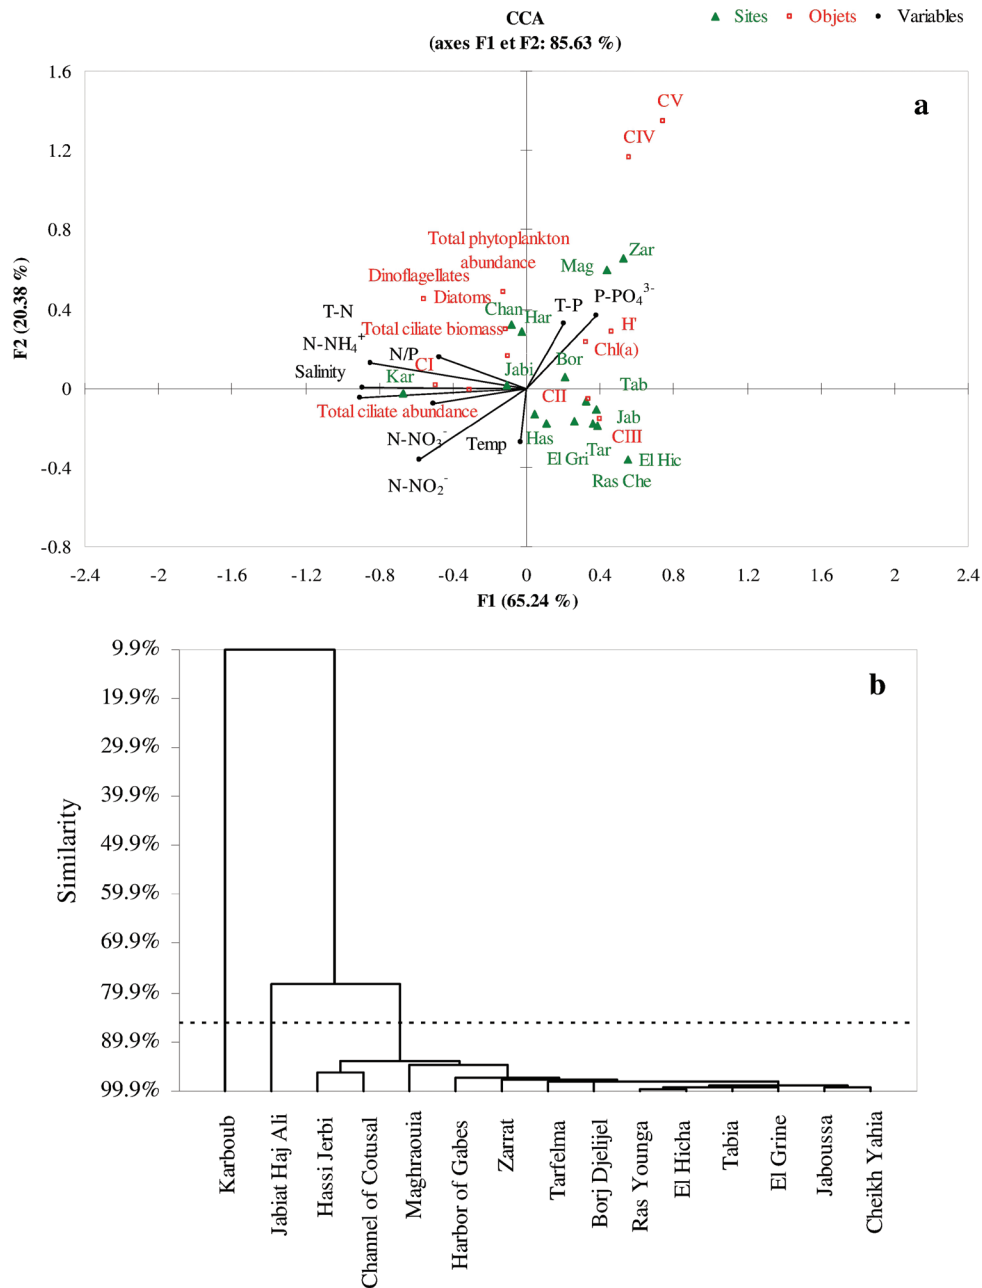 CCA
(axes F1 et F2: 85.63 %)
Sites
Objets
Variables
a
1.6
1.2
0.8
0.4
0
-0.4
-0.8
F2 (20.38 %)
CV
CIV
Zar
Mag
Total phytoplankton
abundance
Dinoflagellates
Diatoms
P-PO₄³⁻
T-P
T-N
Chan
Har
H'
Total ciliate biomass
N-NH₄⁺
N/P
Chl(a)
Bor
CI
Jabi
Salinity
Kar
Tab
CII
Total ciliate abundance
Jab
CIII
N-NO₃⁻
Temp
Has
Tar
El Gri
El Hic
N-NO₂⁻
Ras Che
-2.4 -2 -1.6 -1.2 -0.8 -0.4 0 0.4 0.8 1.2 1.6 2 2.4
F1 (65.24 %)
b
9.9%
19.9%
29.9%
39.9%
49.9%
59.9%
69.9%
79.9%
89.9%
99.9%
Similarity
Karboub
Jabiat Haj Ali
Hassi Jerbi
Channel of Cotusal
Maghraouia
Harbor of Gabes
Zarrat
Tarfelma
Borj Djelijel
Ras Younga
El Hicha
Tabia
El Grine
Jaboussa
Cheikh Yahia